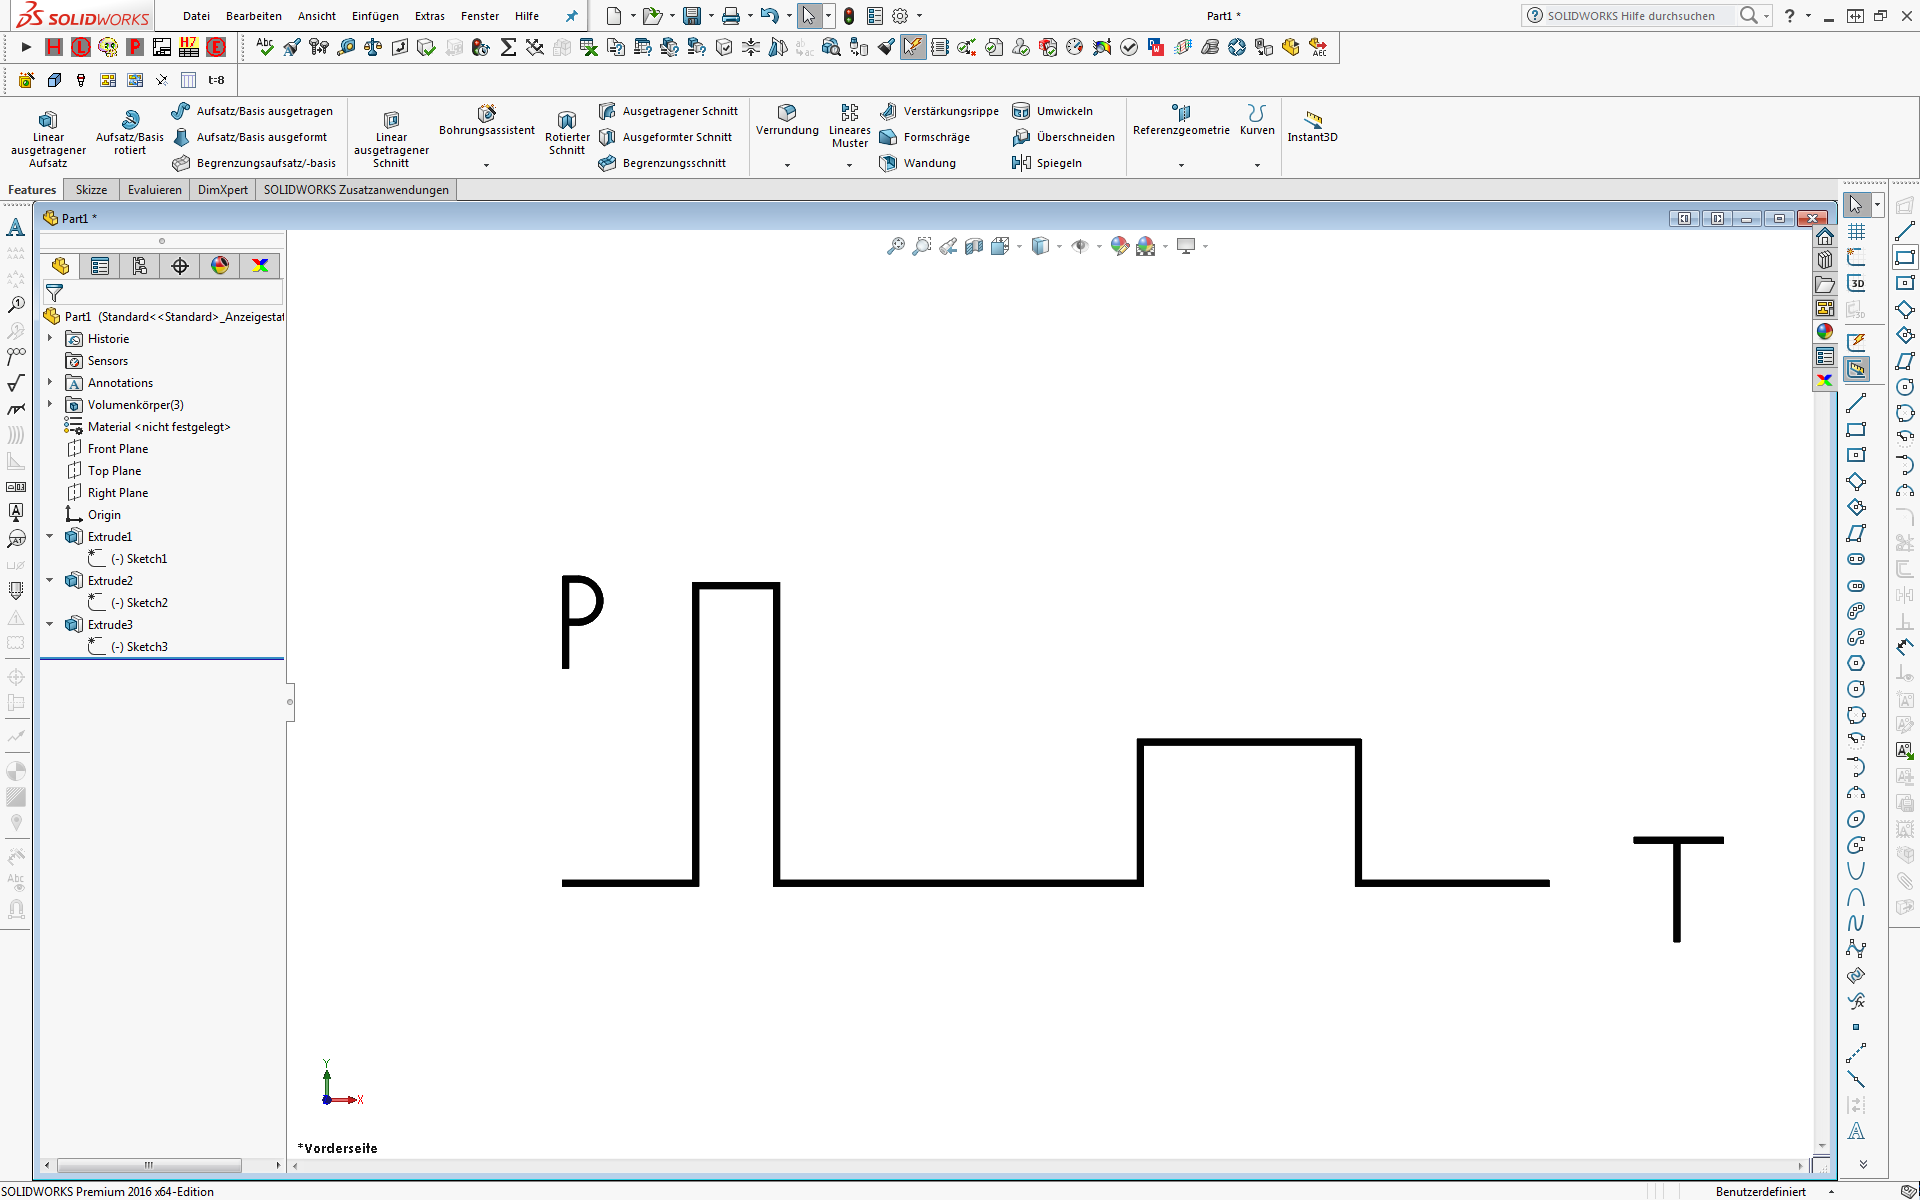 SOLIDWORKS
Datei Bearbeiten Ansicht Einfügen Extras Fenster Hilfe
Part1 *
SOLIDWORKS Hilfe durchsuchen
H L P H7 E
t=8
Linear ausgetragener Aufsatz
Aufsatz/Basis rotiert
Aufsatz/Basis ausgetragen
Aufsatz/Basis ausgeformt
Begrenzungsaufsatz/-basis
Linear ausgetragener Schnitt
Bohrungsassistent
Rotierter Schnitt
Ausgetragener Schnitt
Ausgeformter Schnitt
Begrenzungsschnitt
Verrundung
Lineares Muster
Verstärkungsrippe
Formschräge
Wandung
Umwickeln
Überschneiden
Spiegeln
Referenzgeometrie
Kurven
Instant3D
Features Skizze Evaluieren DimXpert SOLIDWORKS Zusatzanwendungen
Part1 *
Part1 (Standard<<Standard>_Anzeigestat
Historie
Sensors
Annotations
Volumenkörper(3)
Material <nicht festgelegt>
Front Plane
Top Plane
Right Plane
Origin
Extrude1
(-) Sketch1
Extrude2
(-) Sketch2
Extrude3
(-) Sketch3
P
T
Y
X
*Vorderseite
SOLIDWORKS Premium 2016 x64-Edition
Benutzerdefiniert